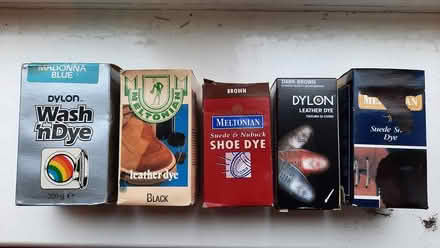 MADONNA
BLUE
DYLON
Wash
'n Dye
350 g e
MELTONIAN
leather dye
BLACK
BROWN
MELTONIAN
Suede & Nubuck
SHOE DYE
DARK BROWN
DYLON
LEATHER DYE
Suede
Dye